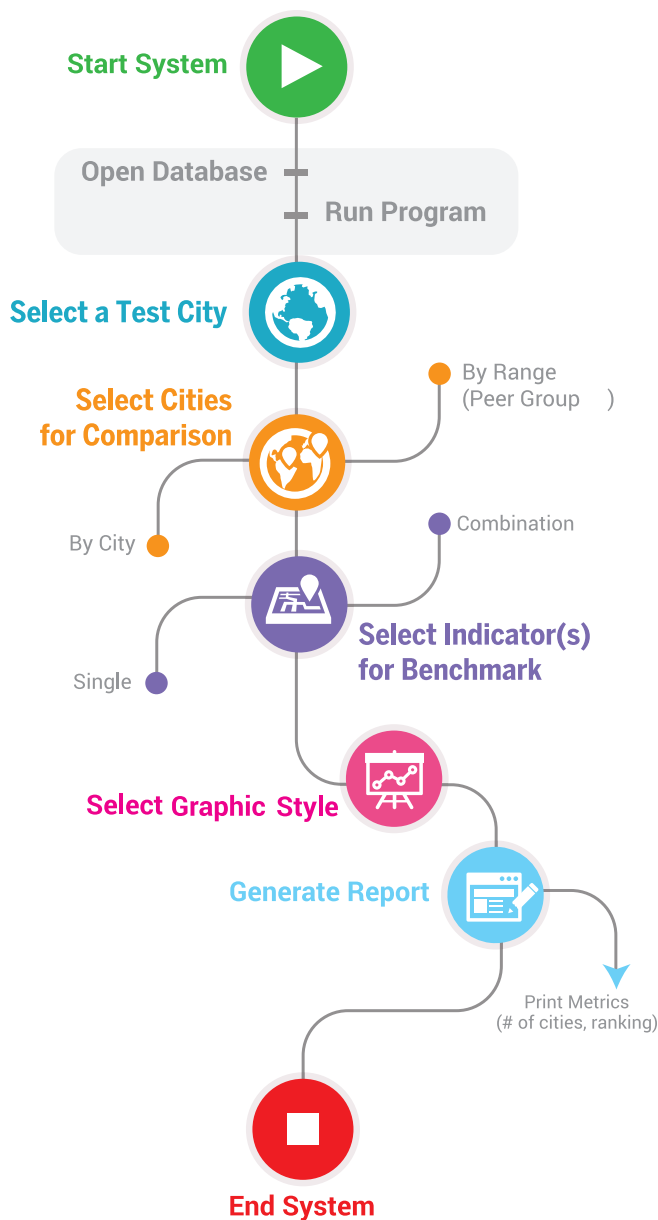 Start System
Open Database
Run Program
Select a Test City
By Range
(Peer Group )
Select Cities
for Comparison
By City
Combination
Select Indicator(s)
for Benchmark
Single
Select Graphic Style
Generate Report
Print Metrics
(# of cities, ranking)
End System